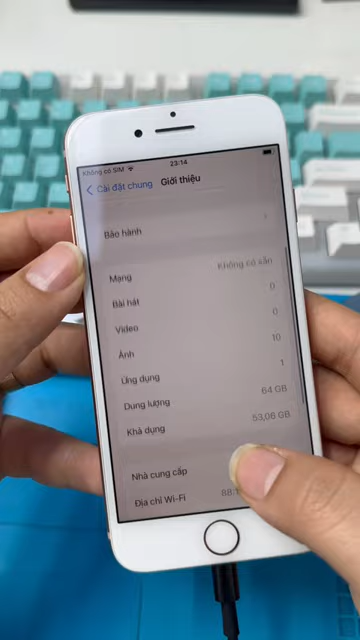 Không có SIM
23:14
Cài đặt chung Giới thiệu
Bảo hành
Mạng Không có sẵn
Bài hát 0
Video 0
Ảnh 10
Ứng dụng 1
Dung lượng 64 GB
Khả dụng 53,06 GB
Nhà cung cấp
Địa chỉ Wi-Fi 88: